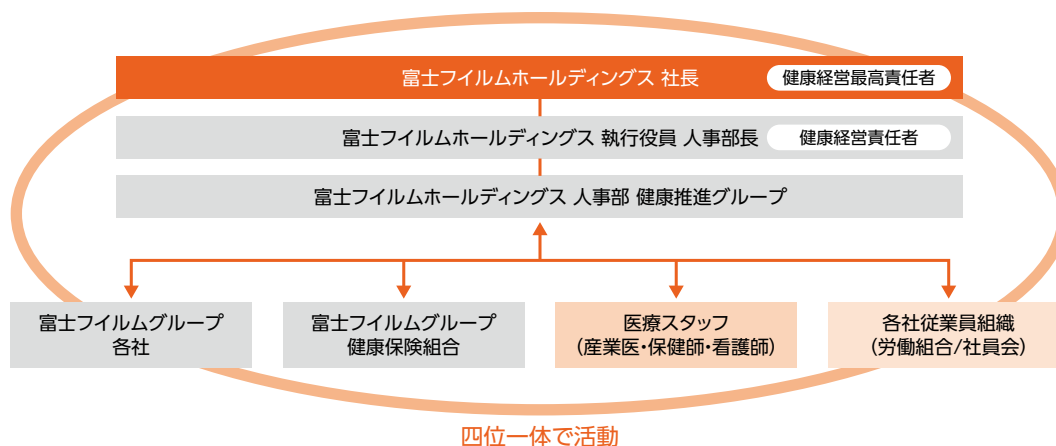 富士フイルムホールディングス 社長 健康経営最高責任者
富士フイルムホールディングス 執行役員 人事部長 健康経営責任者
富士フイルムホールディングス 人事部 健康推進グループ
富士フイルムグループ
各社
富士フイルムグループ
健康保険組合
医療スタッフ
(産業医・保健師・看護師)
各社従業員組織
(労働組合/社員会)
四位一体で活動